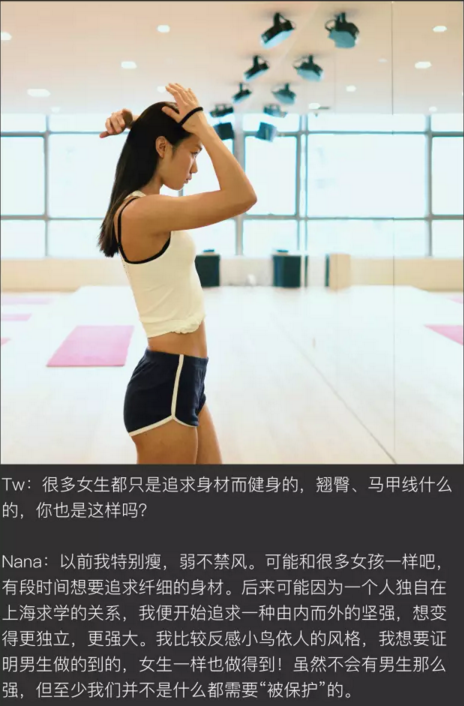 Tw：很多女生都只是追求身材而健身的，翘臀、马甲线什么
的，你也是这样吗？
Nana：以前我特别瘦，弱不禁风。可能和很多女孩一样吧，
有段时间想要追求纤细的身材。后来可能因为一个人独自在
上海求学的关系，我便开始追求一种由内而外的坚强，想变
得更独立，更强大。我比较反感小鸟依人的风格，我想要证
明男生做的到的，女生一样也做得到！虽然不会有男生那么
强，但至少我们并不是什么都需要“被保护”的。